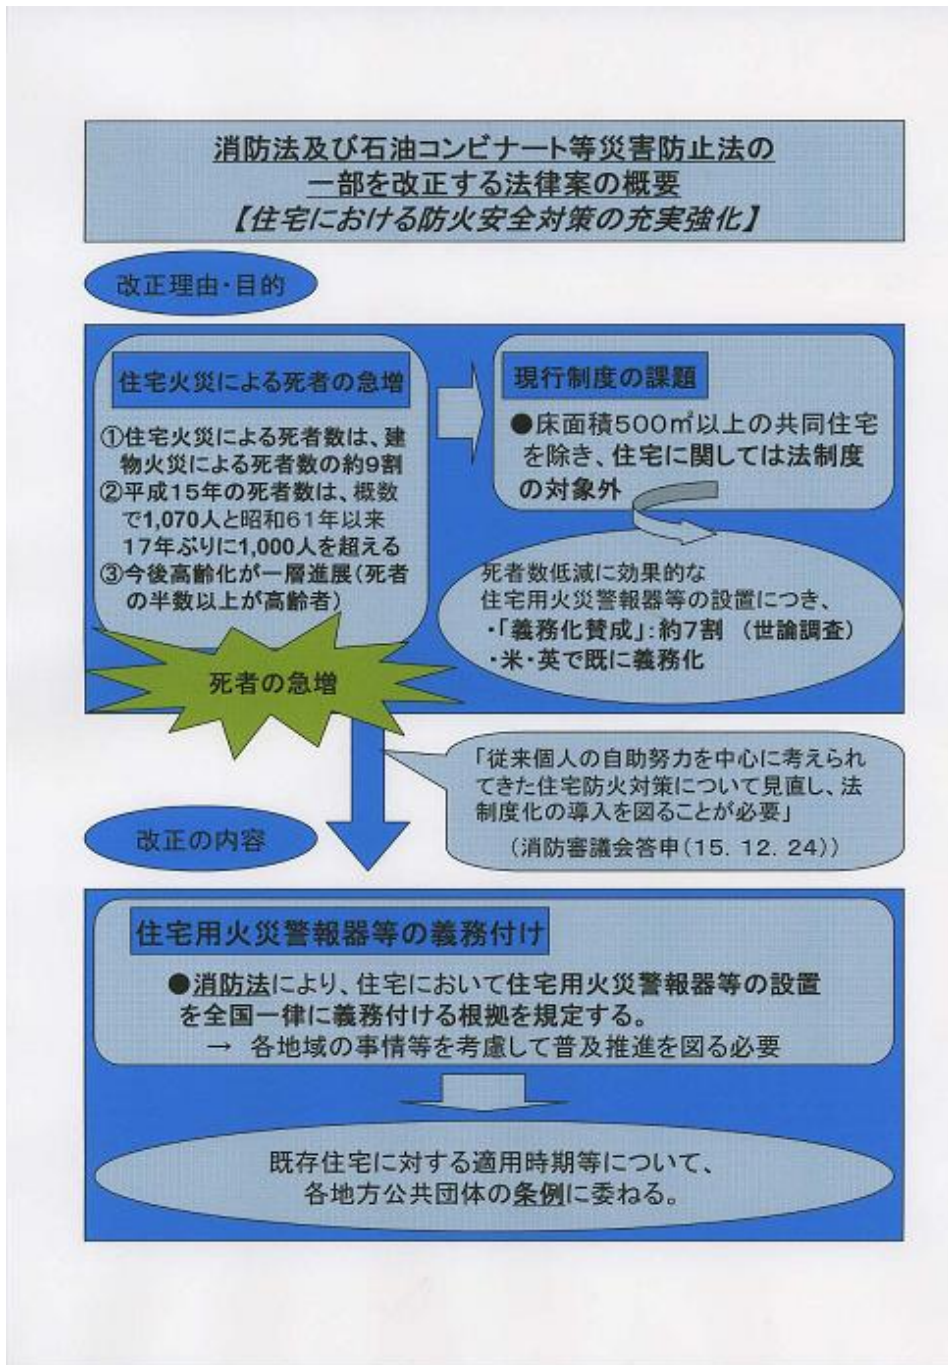 消防法及び石油コンビナート等災害防止法の
一部を改正する法律案の概要
【住宅における防火安全対策の充実強化】
改正理由・目的
住宅火災による死者の急増
①住宅火災による死者数は、建
物火災による死者数の約9割
②平成15年の死者数は、概数
で1,070人と昭和61年以来
17年ぶりに1,000人を超える
③今後高齢化が一層進展(死者
の半数以上が高齢者)
死者の急増
現行制度の課題
●床面積500㎡以上の共同住宅
を除き、住宅に関しては法制度
の対象外
死者数低減に効果的な
住宅用火災警報器等の設置につき、
・「義務化賛成」:約7割 (世論調査)
・米・英で既に義務化
「従来個人の自助努力を中心に考えられ
てきた住宅防火対策について見直し、法
制度化の導入を図ることが必要」
(消防審議会答申(15.12.24))
改正の内容
住宅用火災警報器等の義務付け
●消防法により、住宅において住宅用火災警報器等の設置
を全国一律に義務付ける根拠を規定する。
→ 各地域の事情等を考慮して普及推進を図る必要
既存住宅に対する適用時期等について、
各地方公共団体の条例に委ねる。